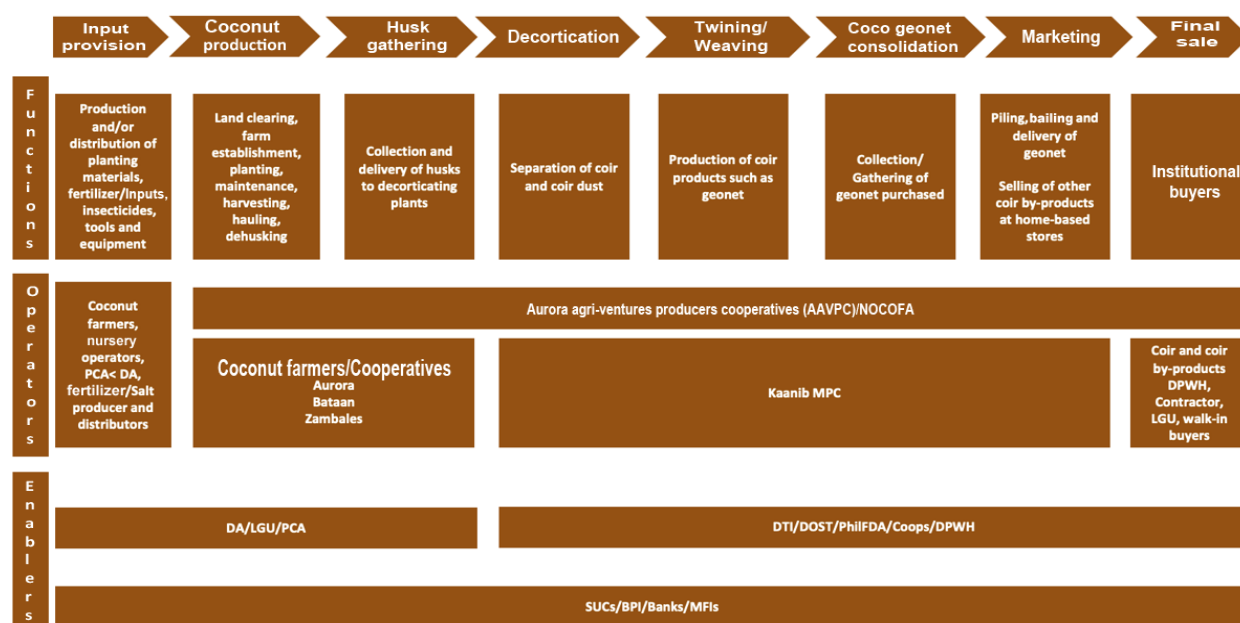 Input
provision
Coconut
production
Husk
gathering
Decortication
Twining/
Weaving
Coco geonet
consolidation
Marketing
Final
sale
Functions
Production
and/or
distribution of
planting
materials,
fertilizer/Inputs,
insecticides,
tools and
equipment
Land clearing,
farm
establishment,
planting,
maintenance,
harvesting,
hauling,
dehusking
Collection and
delivery of husks
to decorticating
plants
Separation of coir
and coir dust
Production of coir
products such as
geonet
Collection/
Gathering of
geonet purchased
Piling,bailing and
delivery of
geonet
Selling of other
coir by-products
at home-based
stores
Institutional
buyers
Operators
Coconut
farmers,
nursery
operators,
PCA< DA,
fertilizer/Salt
producer and
distributors
Aurora agri-ventures producers cooperatives (AAVPC)/NOCOFA
Coconut farmers/Cooperatives
Aurora
Bataan
Zambales
Kaanib MPC
Coir and coir
by-products
DPWH,
Contractor,
LGU, walk-in
buyers
Enablers
DA/LGU/PCA
DTI/DOST/PhilFDA/Coops/DPWH
SUCs/BPI/Banks/MFIs